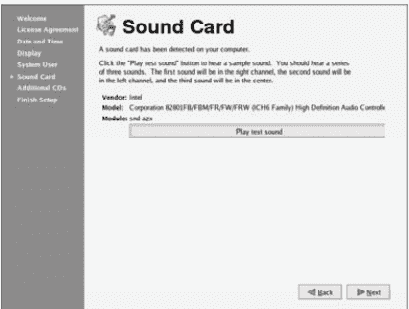 Welcome
License Agreement
Date and Time
Display
System User
Sound Card
Additional CDs
Finish Setup
Sound Card
A sound card has been detected on your computer.
Click the "Play test sound" button to hear a sample sound. You should hear a series
of three sounds. The first sound will be in the right channel, the second sound will be
in the left channel, and the third sound will be in the center.
Vendor: Intel
Model: Corporation 82801FB/FBM/FR/FW/FRW (ICH6 Family) High Definition Audio Controlle
Module: snd-azx
Play test sound
Back
Next